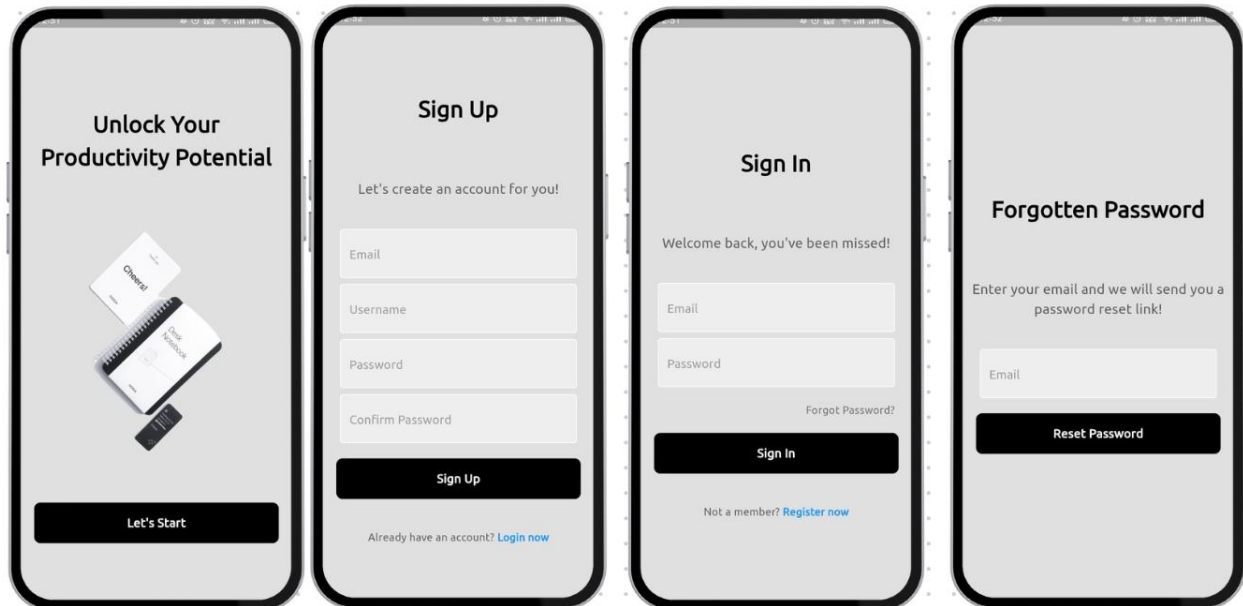 Unlock Your
Productivity Potential
Cheers!
Desk
Notebook
Let's Start
Sign Up
Let's create an account for you!
Email
Username
Password
Confirm Password
Sign Up
Already have an account? Login now
Sign In
Welcome back, you've been missed!
Email
Password
Forgot Password?
Sign In
Not a member? Register now
Forgotten Password
Enter your email and we will send you a
password reset link!
Email
Reset Password